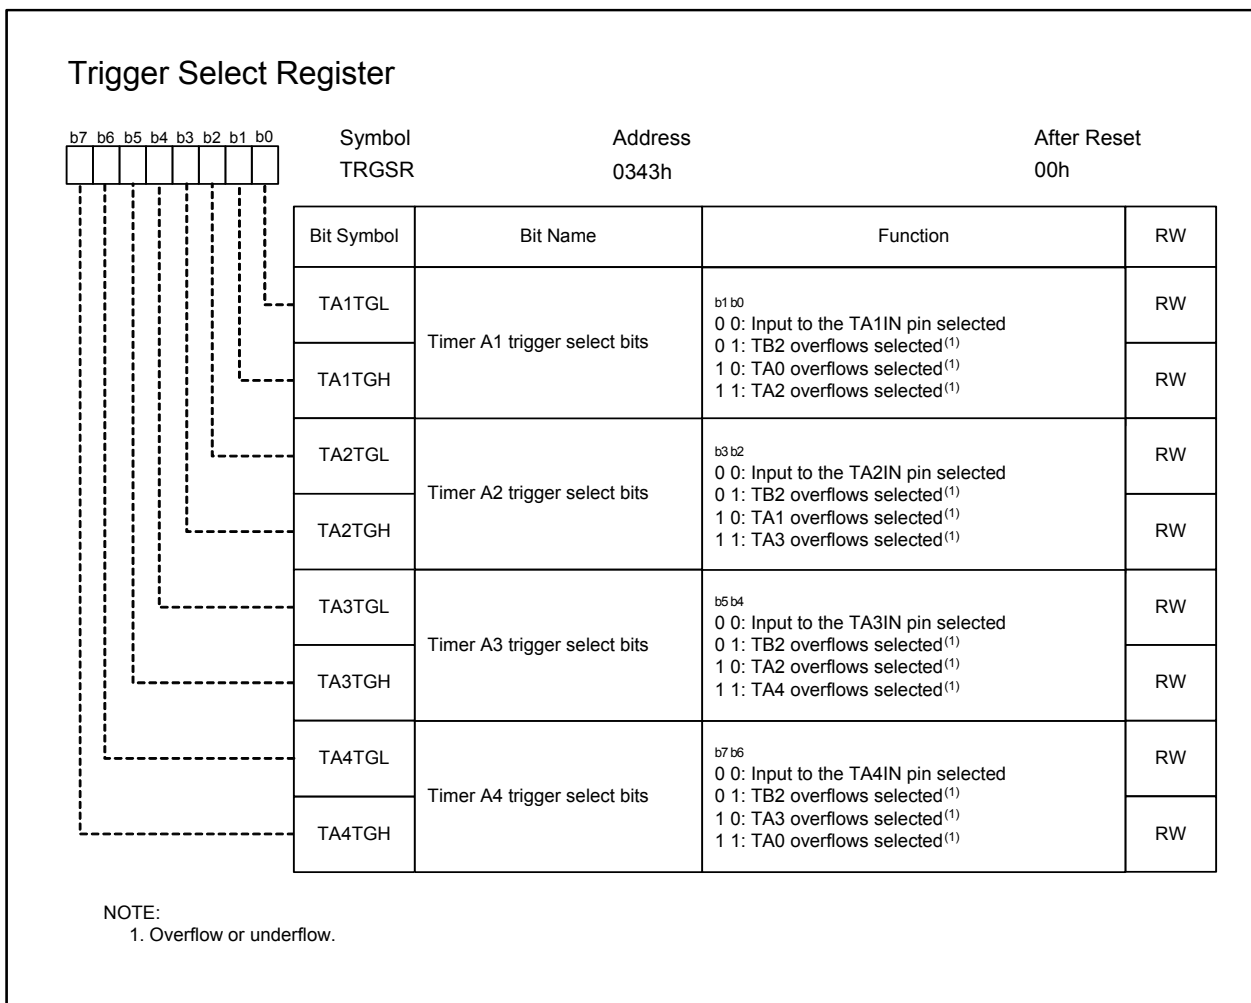 Trigger Select Register
b7 b6 b5 b4 b3 b2 b1 b0
Symbol Address After Reset
TRGSR 0343h 00h
Bit Symbol Bit Name Function RW
TA1TGL RW
TA1TGH RW
Timer A1 trigger select bits
b1 b0
0 0: Input to the TA1IN pin selected
0 1: TB2 overflows selected(1)
1 0: TA0 overflows selected(1)
1 1: TA2 overflows selected(1)
TA2TGL RW
TA2TGH RW
Timer A2 trigger select bits
b3 b2
0 0: Input to the TA2IN pin selected
0 1: TB2 overflows selected(1)
1 0: TA1 overflows selected(1)
1 1: TA3 overflows selected(1)
TA3TGL RW
TA3TGH RW
Timer A3 trigger select bits
b5 b4
0 0: Input to the TA3IN pin selected
0 1: TB2 overflows selected(1)
1 0: TA2 overflows selected(1)
1 1: TA4 overflows selected(1)
TA4TGL RW
TA4TGH RW
Timer A4 trigger select bits
b7 b6
0 0: Input to the TA4IN pin selected
0 1: TB2 overflows selected(1)
1 0: TA3 overflows selected(1)
1 1: TA0 overflows selected(1)
NOTE:
1. Overflow or underflow.